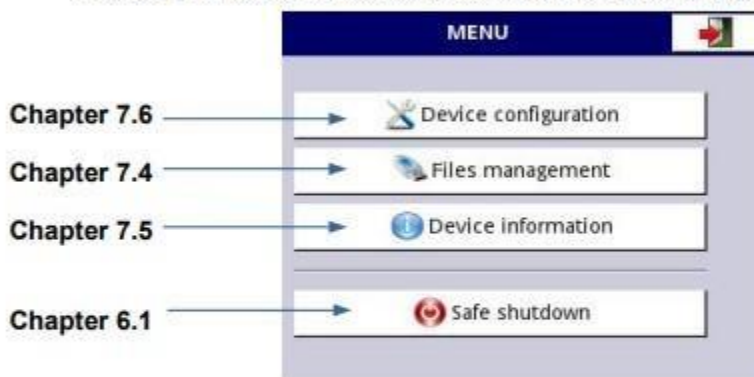 MENU
Chapter 7.6 Device configuration
Chapter 7.4 Files management
Chapter 7.5 Device information
Chapter 6.1 Safe shutdown